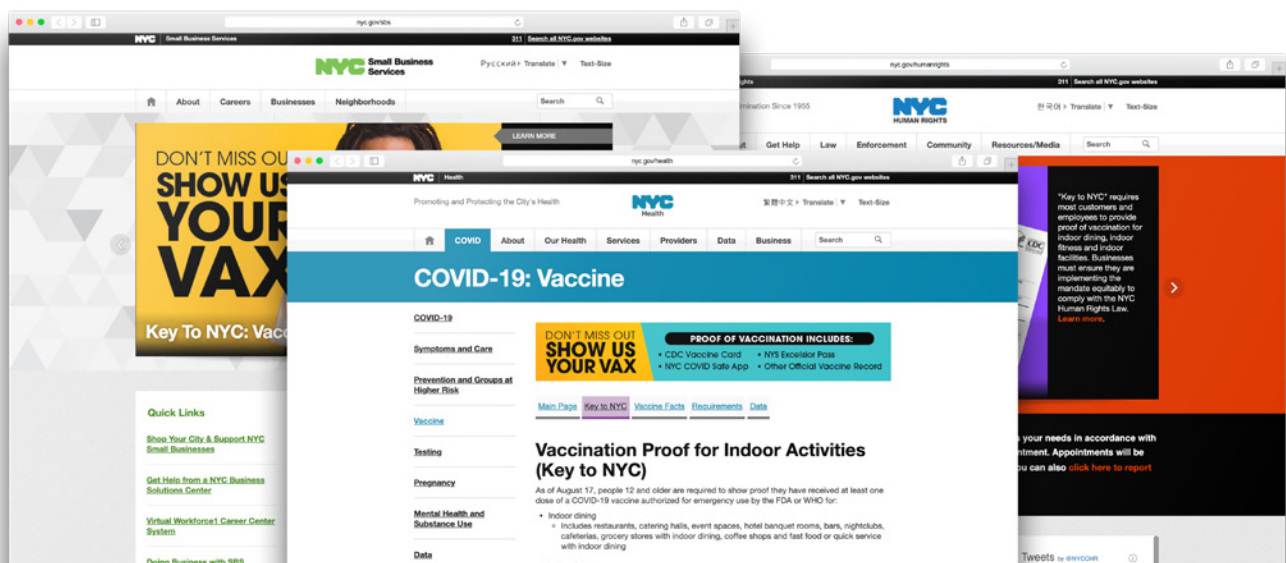 nyc.gov/sbs
NYC Small Business Services
311 Search all NYC.gov websites
NYC Small Business
Services
Русский▸ Translate ▼ Text-Size
About Careers Businesses Neighborhoods Search
LEARN MORE
DON'T MISS OU
SHOW US
YOUR
VAX
Key To NYC: Vacc
Quick Links
Shop Your City & Support NYC
Small Businesses
Get Help from a NYC Business
Solutions Center
Virtual Workforce1 Career Center
System
Doing Business with SBS
nyc.gov/health
NYC Health
311 Search all NYC.gov websites
Promoting and Protecting the City's Health
NYC
Health
繁體中文▸ Translate ▼ Text-Size
COVID About Our Health Services Providers Data Business Search
COVID-19: Vaccine
COVID-19
Symptoms and Care
Prevention and Groups at
Higher Risk
Vaccine
Testing
Pregnancy
Mental Health and
Substance Use
Data
DON'T MISS OUT
SHOW US
YOUR VAX
PROOF OF VACCINATION INCLUDES:
• CDC Vaccine Card • NYS Excelsior Pass
• NYC COVID Safe App • Other Official Vaccine Record
Main Page Key to NYC Vaccine Facts Requirements Data
Vaccination Proof for Indoor Activities
(Key to NYC)
As of August 17, people 12 and older are required to show proof they have received at least one
dose of a COVID-19 vaccine authorized for emergency use by the FDA or WHO for:
• Indoor dining
Includes restaurants, catering halls, event spaces, hotel banquet rooms, bars, nightclubs,
cafeterias, grocery stores with indoor dining, coffee shops and fast food or quick service
with indoor dining
nyc.gov/humanrights
ights
311 Search all NYC.gov websites
mination Since 1955
NYC
HUMAN RIGHTS
한국어▸ Translate ▼ Text-Size
ut Get Help Law Enforcement Community Resources/Media Search
CDC
"Key to NYC" requires
most customers and
employees to provide
proof of vaccination for
indoor dining, indoor
fitness and indoor
facilities. Businesses
must ensure they are
implementing the
mandate equitably to
comply with the NYC
Human Rights Law.
Learn more.
your needs in accordance with
ntment. Appointments will be
ou can also click here to report
Tweets by @NYCCHR